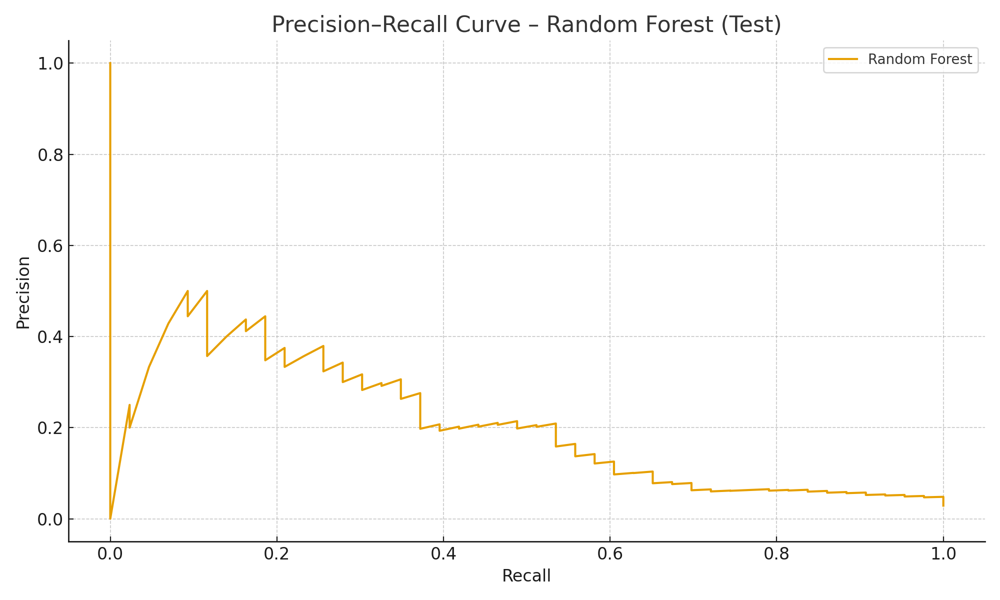 Precision–Recall Curve – Random Forest (Test)
Random Forest
Precision
1.0
0.8
0.6
0.4
0.2
0.0
0.0 0.2 0.4 0.6 0.8 1.0
Recall